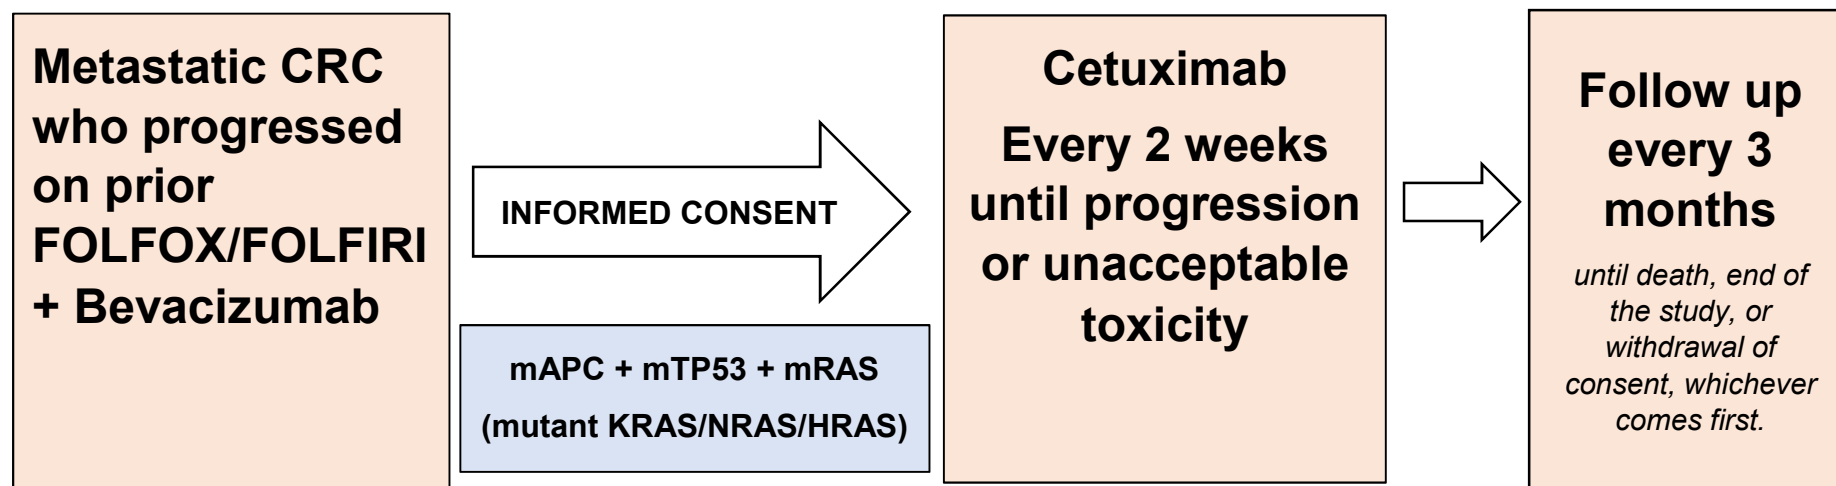 Metastatic CRC
who progressed
on prior
FOLFOX/FOLFIRI
+ Bevacizumab
INFORMED CONSENT
mAPC + mTP53 + mRAS
(mutant KRAS/NRAS/HRAS)
Cetuximab
Every 2 weeks
until progression
or unacceptable
toxicity
Follow up
every 3
months
until death, end of
the study, or
withdrawal of
consent, whichever
comes first.